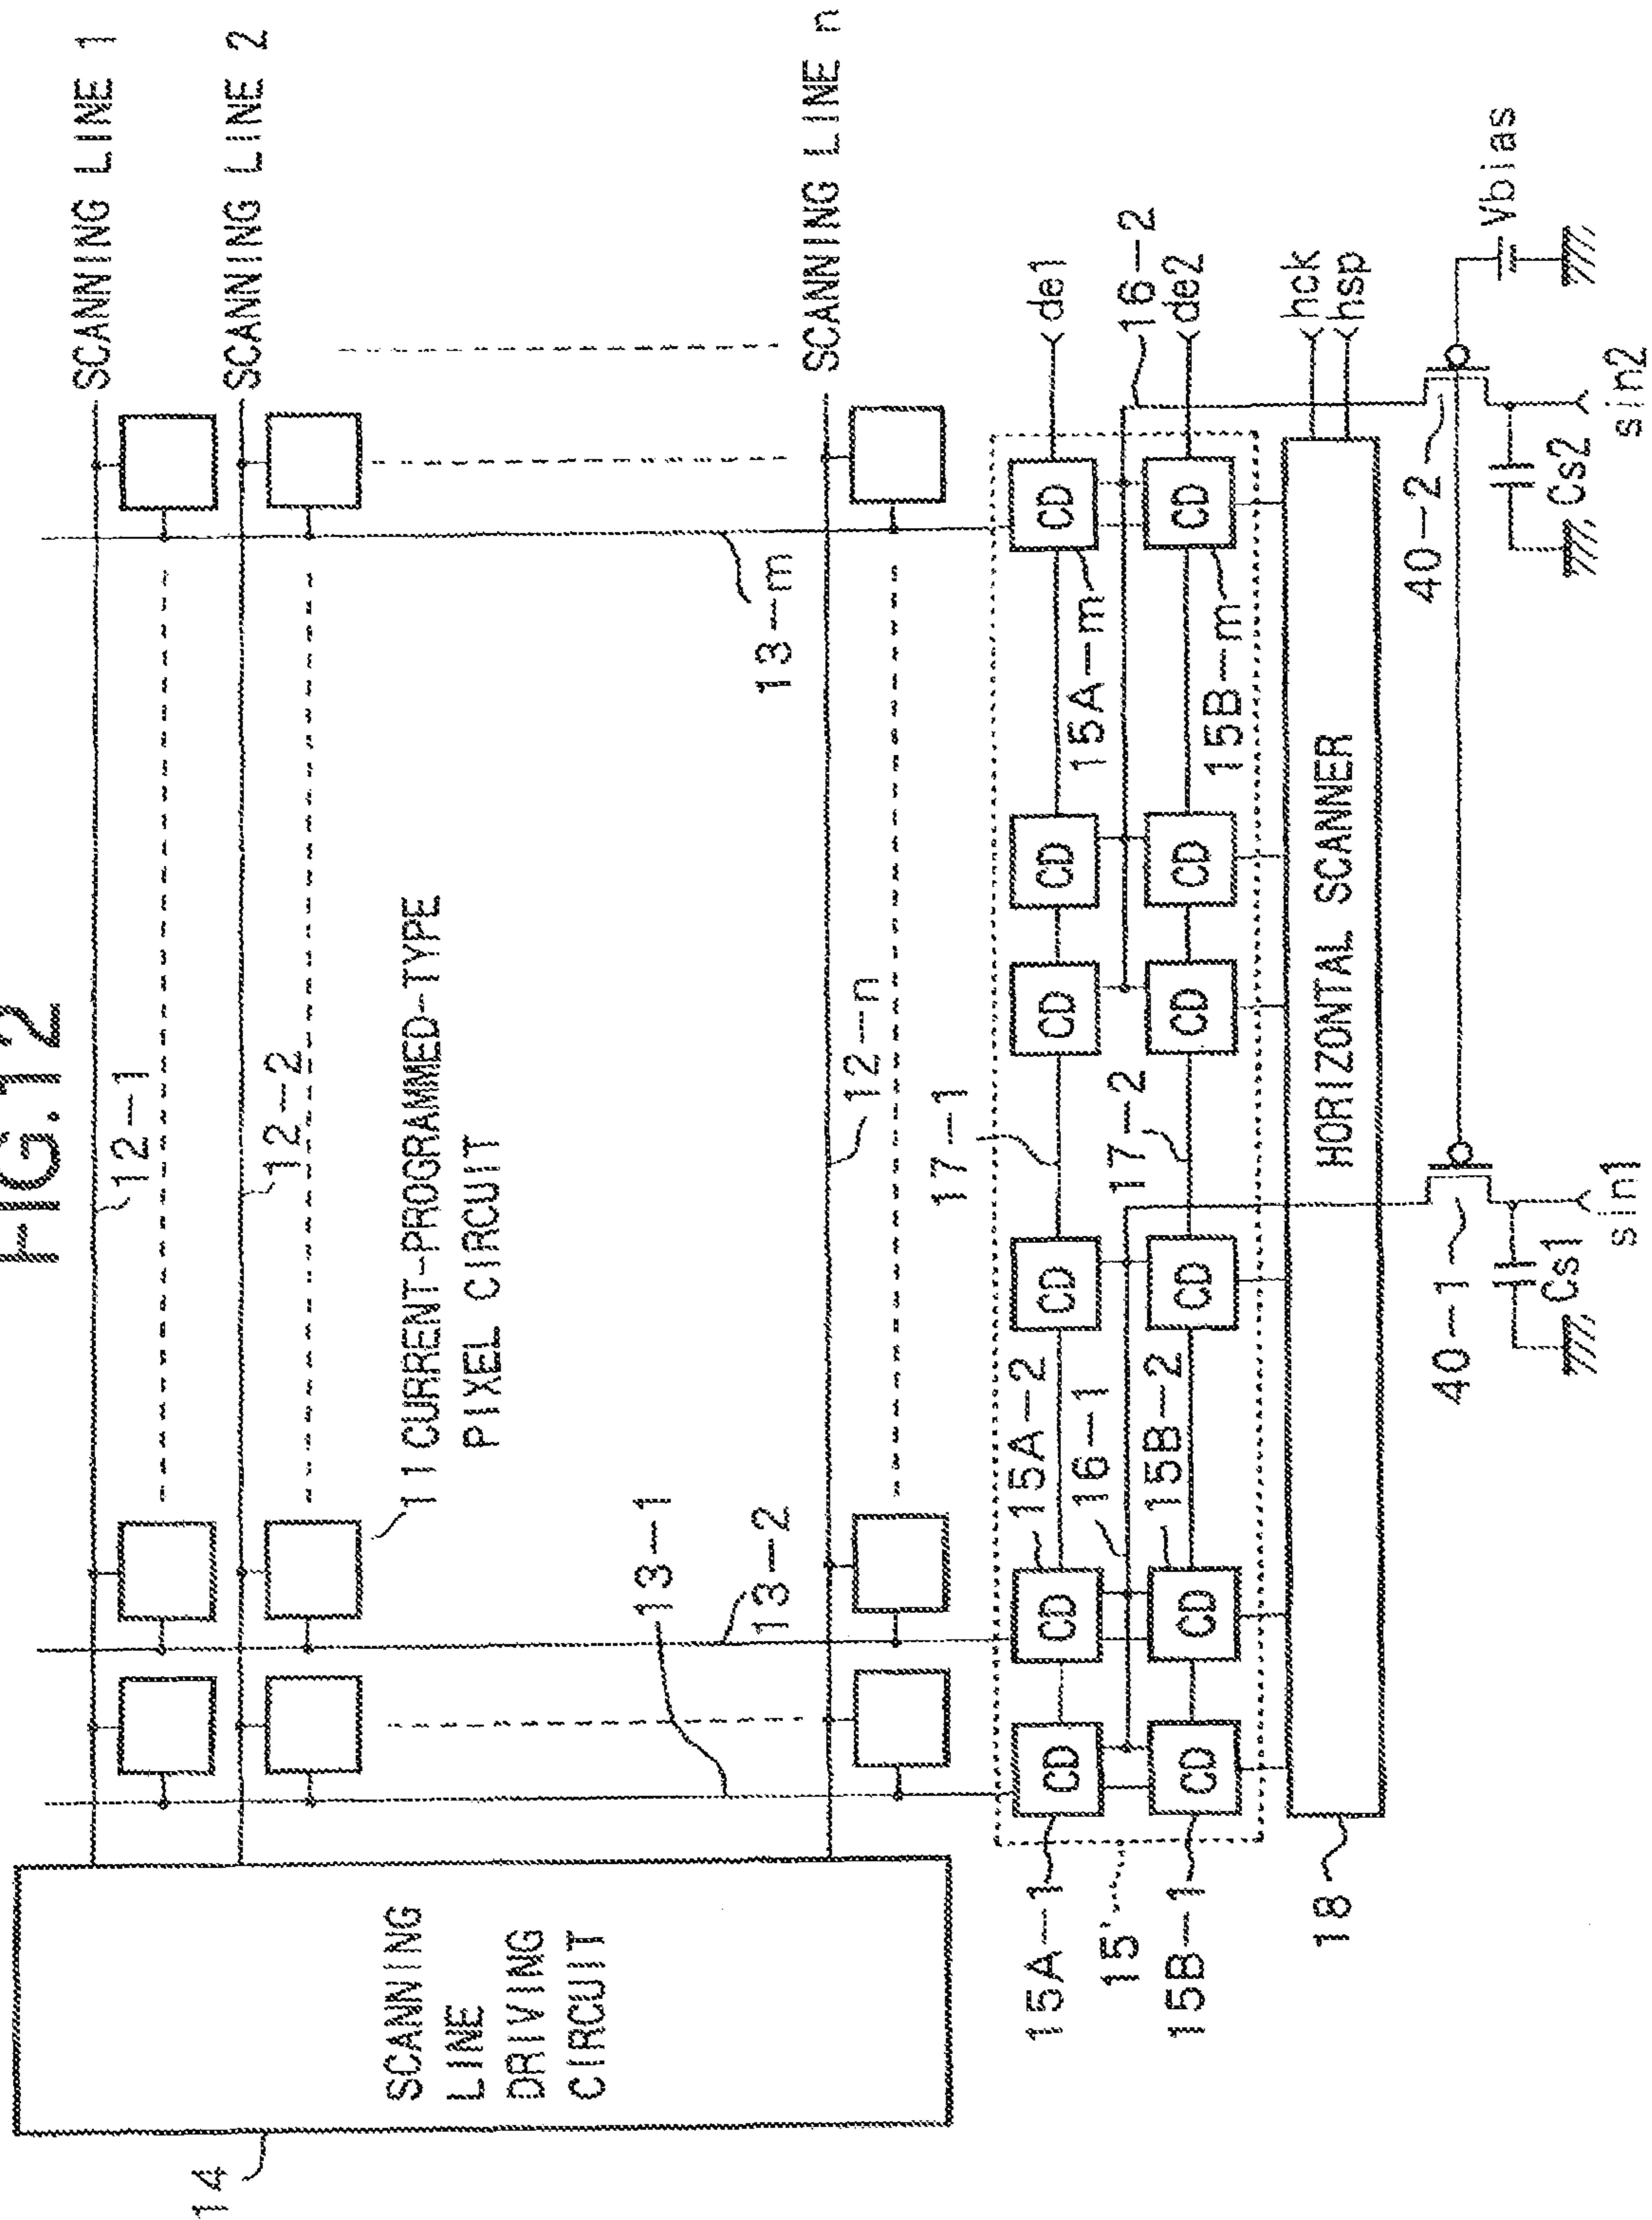 FIG.12
SCANNING LINE 1
12-1
SCANNING LINE 2
12-2
11 CURRENT-PROGRAMED-TYPE
PIXEL CIRCUIT
SCANNING
LINE
DRIVING
CIRCUIT
14
13-1
13-2
13-m
SCANNING LINE n
12-n
17-1
15A-1
CD
CD
CD
CD
CD
CD
de1
15A-2
15A-m
16-1
17-2
16-2
15'
15B-2
15B-m
15B-1
CD
CD
CD
CD
CD
CD
de2
18
HORIZONTAL SCANNER
hck
hsp
40-1
40-2
Vbias
Cs1
Cs2
sin1
sin2